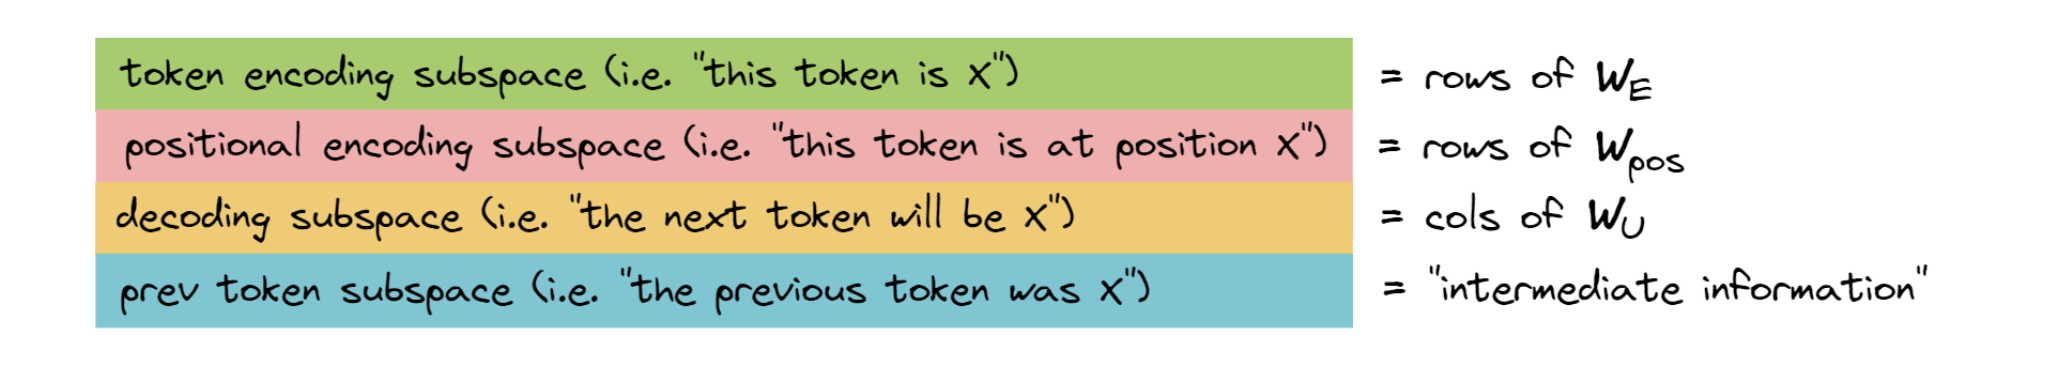 token encoding subspace (i.e. "this token is X") = rows of W_E
positional encoding subspace (i.e. "this token is at position X") = rows of W_pos
decoding subspace (i.e. "the next token will be X") = cols of W_U
prev token subspace (i.e. "the previous token was X") = "intermediate information"